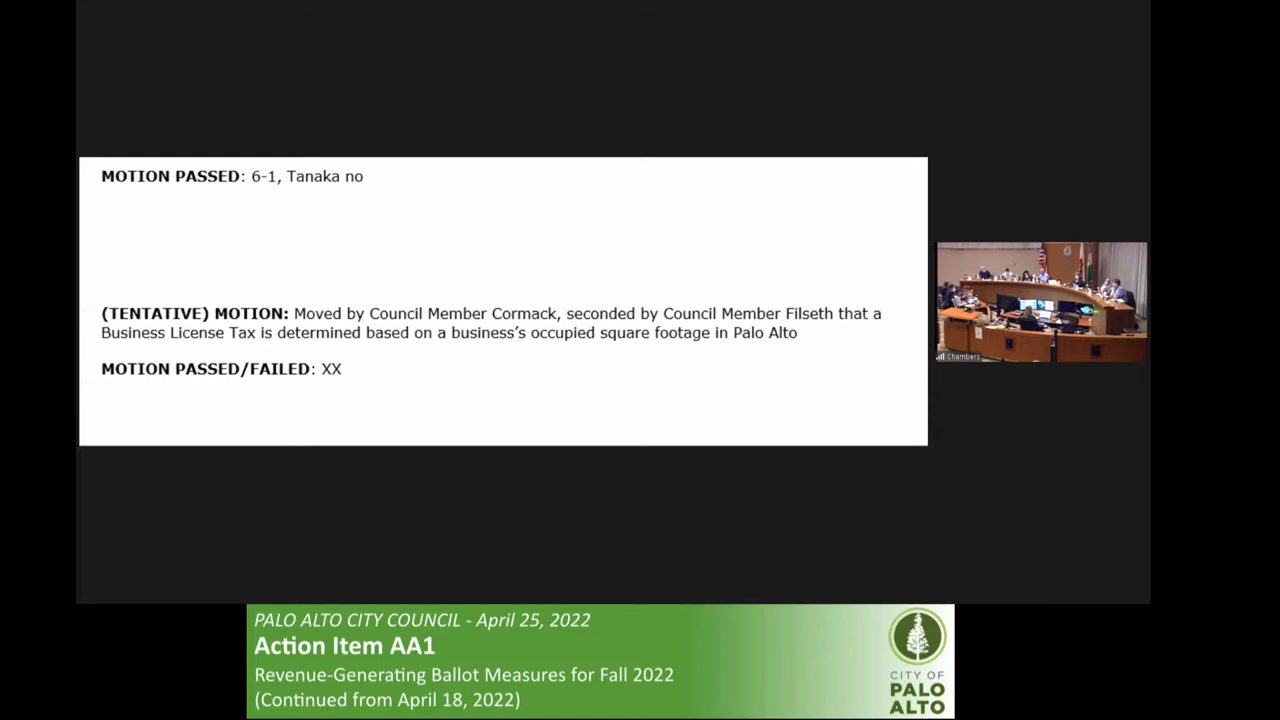 MOTION PASSED: 6-1, Tanaka no
(TENTATIVE) MOTION: Moved by Council Member Cormack, seconded by Council Member Filseth that a
Business License Tax is determined based on a business's occupied square footage in Palo Alto
MOTION PASSED/FAILED: XX
Chambers
PALO ALTO CITY COUNCIL - April 25, 2022
Action Item AA1
Revenue-Generating Ballot Measures for Fall 2022
(Continued from April 18, 2022)
CITY OF
PALO
ALTO